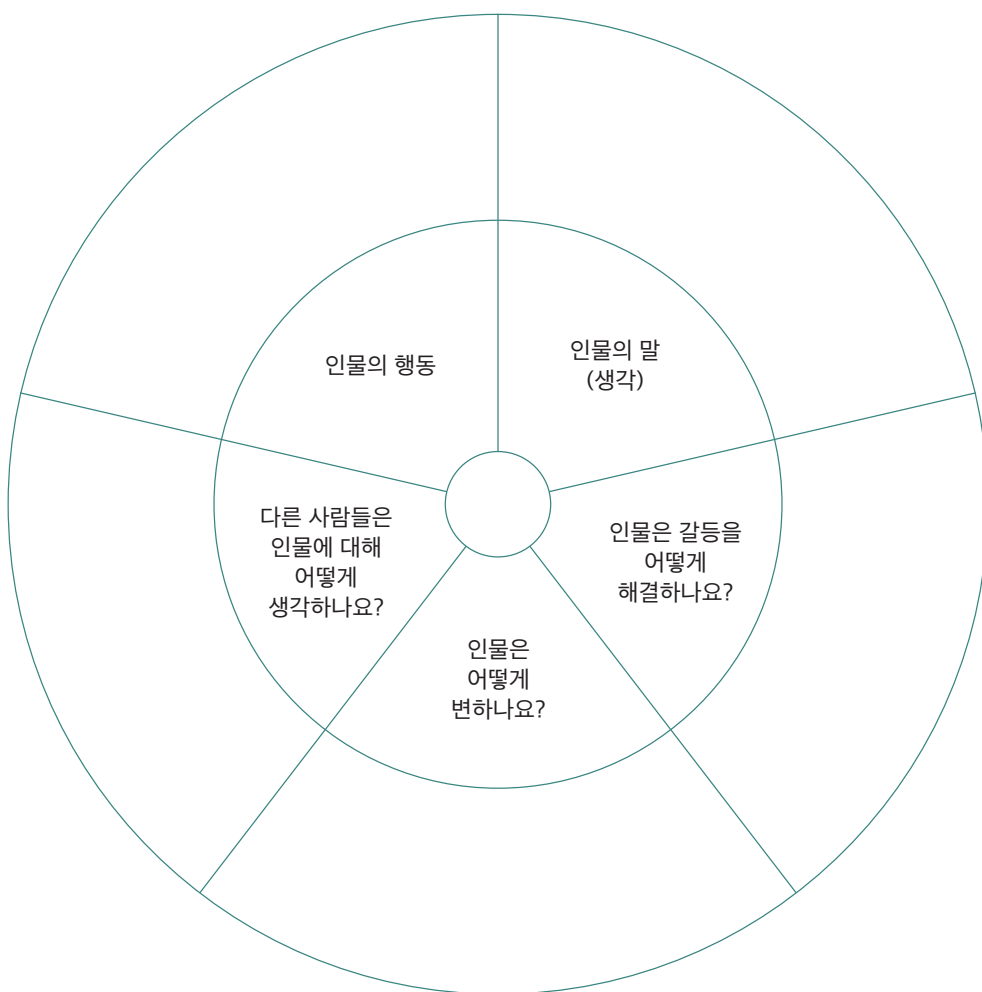 인물의 행동
인물의 말
(생각)
다른 사람들은
인물에 대해
어떻게
생각하나요?
인물은 갈등을
어떻게
해결하나요?
인물은
어떻게
변하나요?